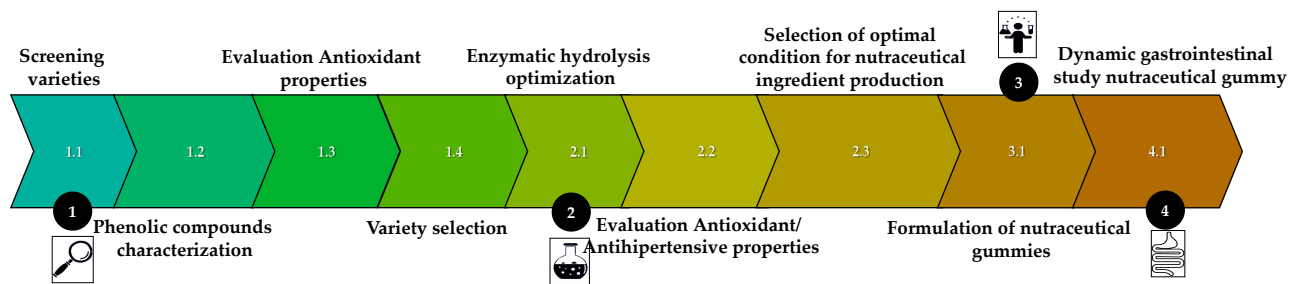 Screening
varieties
Evaluation Antioxidant
properties
Enzymatic hydrolysis
optimization
Selection of optimal
condition for nutraceutical
ingredient production
3
Dynamic gastrointestinal
study nutraceutical gummy
1.1
1.2
1.3
1.4
2.1
2.2
2.3
3.1
4.1
1
Phenolic compounds
characterization
Variety selection
2
Evaluation Antioxidant/
Antihipertensive properties
Formulation of nutraceutical
gummies
4